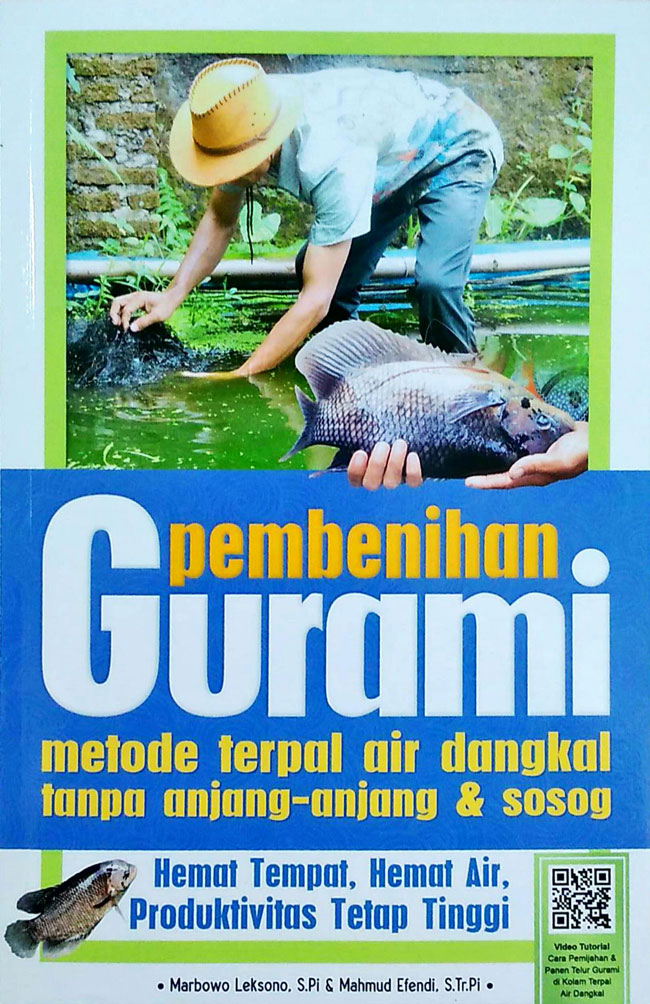 pembenihan
Gurami
metode terpal air dangkal
tanpa anjang-anjang & sosog
Hemat Tempat, Hemat Air,
Produktivitas Tetap Tinggi
Video Tutorial
Cara Pemijahan &
Panen Telur Gurami
di Kolam Terpal
Air Dangkal
• Marbowo Leksono, S.Pi & Mahmud Efendi, S.Tr.Pi •